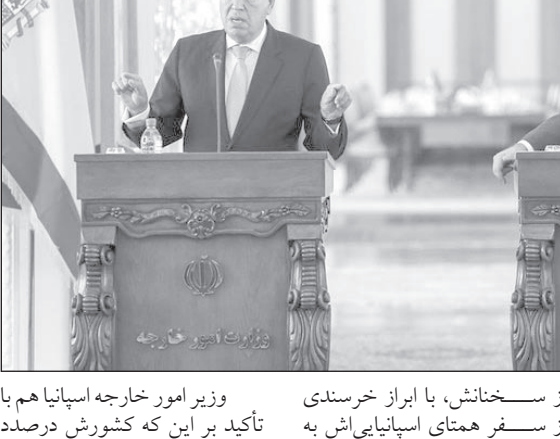 وزارت امور خارجه
ز سخنانش، با ابراز خرسندی
ز سفر همتای اسپانیایی‌اش به
وزیر امور خارجه اسپانیا هم با
تأکید بر این که کشورش درصدد